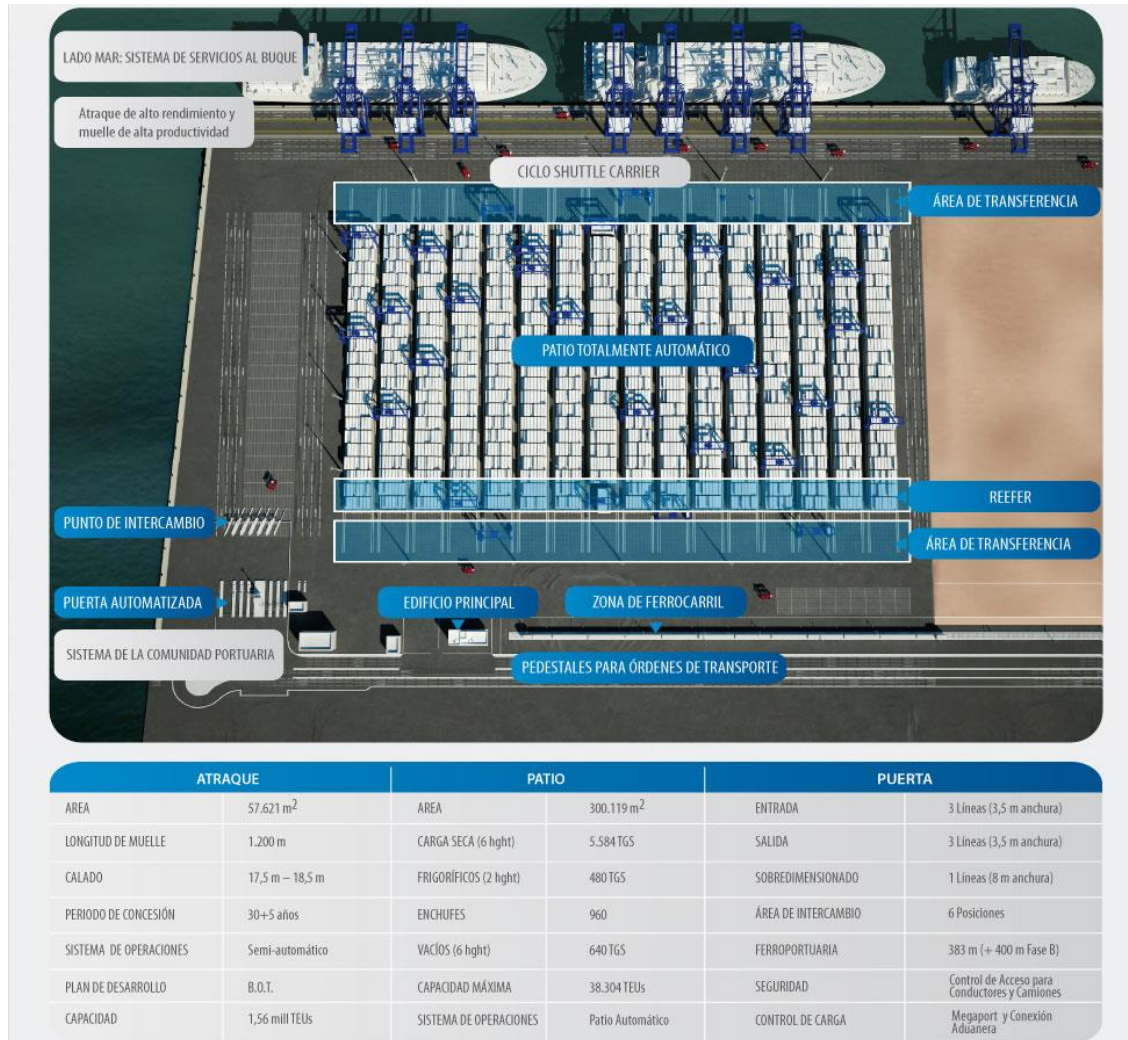 LADO MAR: SISTEMA DE SERVICIOS AL BUQUE
Atraque de alto rendimiento y
muelle de alta productividad
CICLO SHUTTLE CARRIER
ÁREA DE TRANSFERENCIA
PATIO TOTALMENTE AUTOMÁTICO
REEFER
PUNTO DE INTERCAMBIO
ÁREA DE TRANSFERENCIA
PUERTA AUTOMATIZADA
EDIFICIO PRINCIPAL
ZONA DE FERROCARRIL
SISTEMA DE LA COMUNIDAD PORTUARIA
PEDESTALES PARA ÓRDENES DE TRANSPORTE
ATRAQUE PATIO PUERTA
AREA 57.621 m2 AREA 300.119 m2 ENTRADA 3 Líneas (3,5 m anchura)
LONGITUD DE MUELLE 1.200 m CARGA SECA (6 hght) 5.584 TGS SALIDA 3 Líneas (3,5 m anchura)
CALADO 17,5 m – 18,5 m FRIGORÍFICOS (2 hght) 480 TGS SOBREDIMENSIONADO 1 Líneas (8 m anchura)
PERIODO DE CONCESIÓN 30+5 años ENCHUFES 960 ÁREA DE INTERCAMBIO 6 Posiciones
SISTEMA DE OPERACIONES Semi-automático VACÍOS (6 hght) 640 TGS FERROPORTUARIA 383 m (+ 400 m Fase B)
PLAN DE DESARROLLO B.O.T. CAPACIDAD MÁXIMA 38.304 TEUs SEGURIDAD Control de Acceso para
Conductores y Camiones
CAPACIDAD 1,56 mill TEUs SISTEMA DE OPERACIONES Patio Automático CONTROL DE CARGA Megaport y Conexión
Aduanera